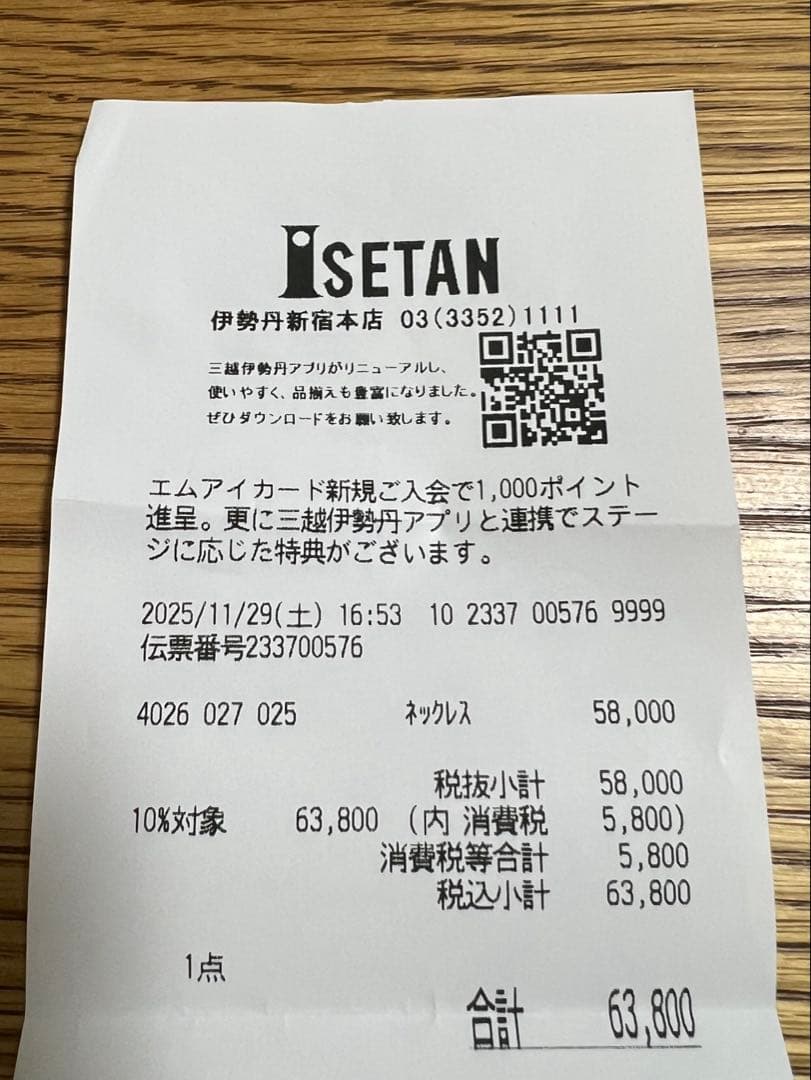 ISETAN
伊勢丹新宿本店 03(3352)1111
三越伊勢丹アプリがリニューアルし、
使いやすく、品揃えも豊富になりました。
ぜひダウンロードをお願い致します。
エムアイカード新規ご入会で1,000ポイント
進呈。更に三越伊勢丹アプリと連携でステー
ジに応じた特典がございます。
2025/11/29(土) 16:53 10 2337 00576 9999
伝票番号233700576
4026 027 025 ネックレス 58,000
税抜小計 58,000
10%対象 63,800 (内 消費税 5,800)
消費税等合計 5,800
税込小計 63,800
1点
合計 63,800